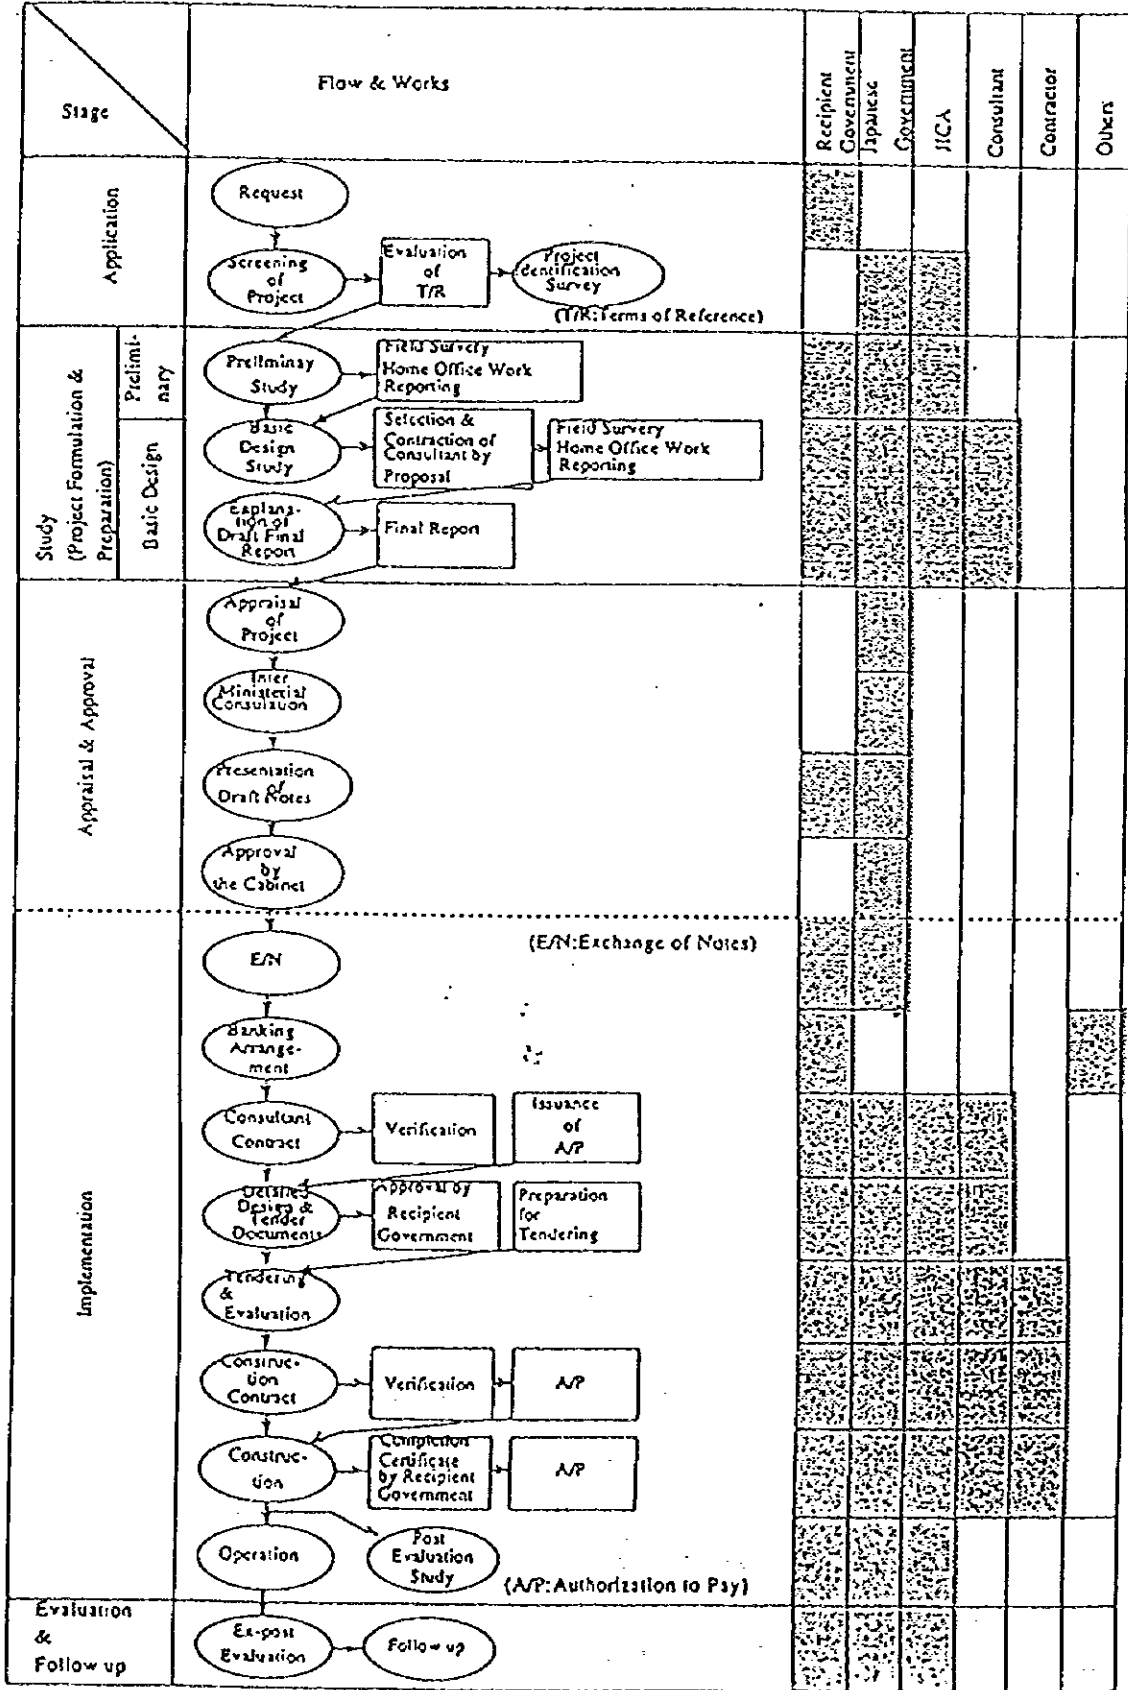 Stage
Flow & Works
Recipient
Government
Japanese
Government
JICA
Consultant
Contractor
Others
Application
Request
Screening
of
Project
Evaluation
of
T/R
Project
Identification
Survey
(T/R:Terms of Reference)
Study
(Project Formulation &
Preparation)
Prelimi-
nary
Preliminay
Study
Field Survery
Home Office Work
Reporting
Basic Design
Basic
Design
Study
Selection &
Contraction of
Consultant by
Proposal
Field Survery
Home Office Work
Reporting
Explana-
tion of
Draft Final
Report
Final Report
Appraisal & Approval
Appraisal
of
Project
Inter
Ministerial
Consulation
Presentation
of
Draft Notes
Approval
by
the Cabinet
Implementation
E/N
(E/N:Exchange of Notes)
Banking
Arrange-
ment
Consultant
Contract
Verification
Issuance
of
A/P
Detailed
Design &
Tender
Documents
Approval by
Recipient
Government
Preparation
for
Tendering
Tendering
&
Evaluation
Construc-
tion
Contract
Verification
A/P
Construc-
tion
Completion
Certificate
by Recipient
Government
A/P
Operation
Post
Evaluation
Study
(A/P:Authorization to Pay)
Evaluation
&
Follow up
Ex-post
Evaluation
Follow up